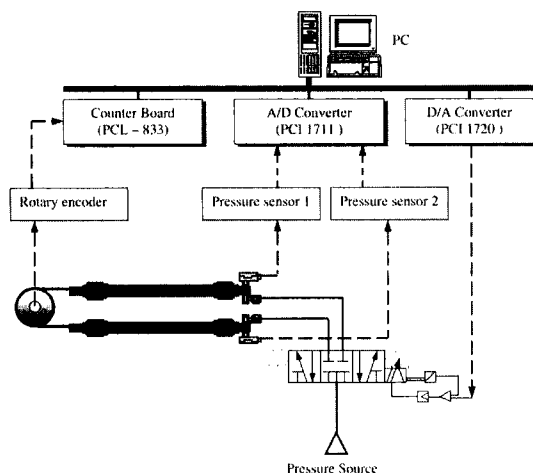 PC
Counter Board
(PCL - 833)
A/D Converter
(PCI 1711 )
D/A Converter
(PCI 1720 )
Rotary encoder
Pressure sensor 1
Pressure sensor 2
Pressure Source